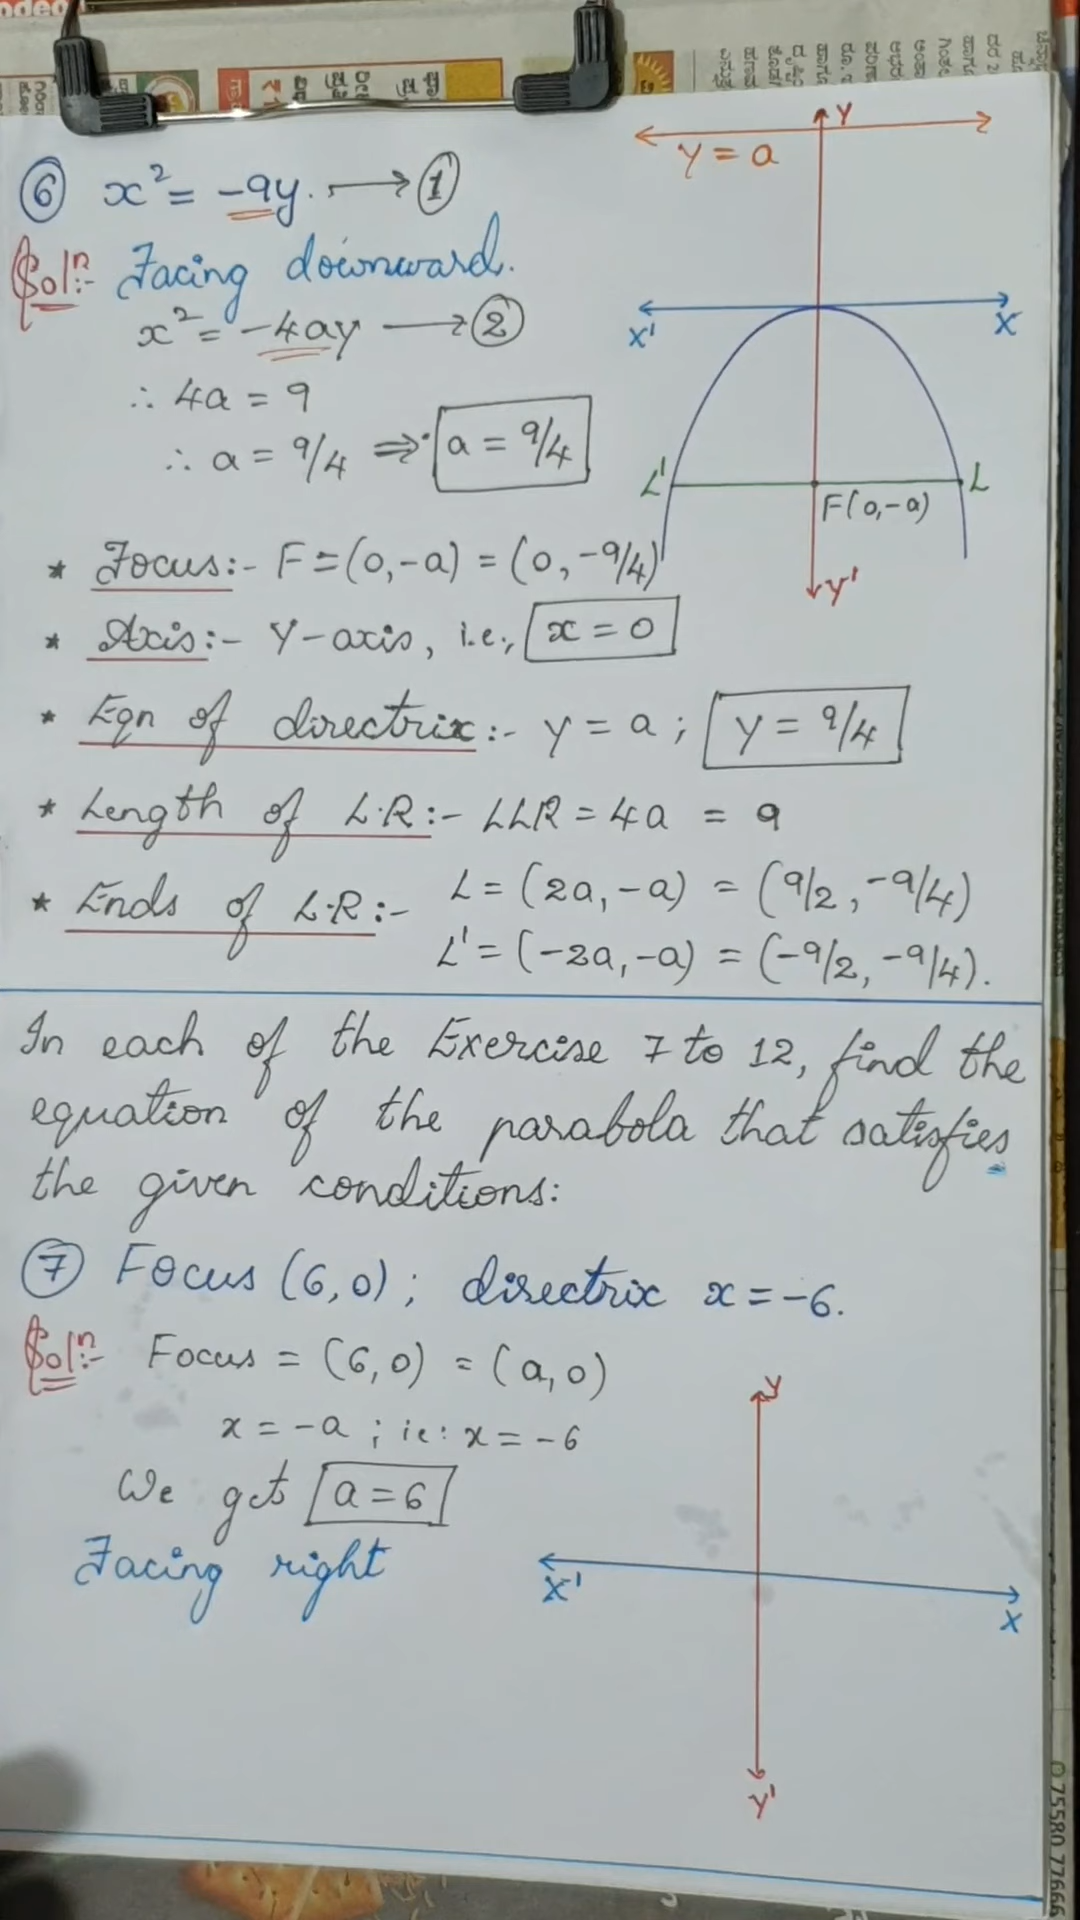 6 x² = -9y. → 1
Solⁿ:- Facing downward.
x² = -4ay → 2
∴ 4a = 9
∴ a = 9/4 ⇒ a = 9/4
y = a
Y
X'
X
L'
L
F(0,-a)
Y'
* Focus:- F = (0,-a) = (0, -9/4)
* Axis:- Y-axis, i.e., x = 0
* Eqn of directrix:- y = a ; y = 9/4
* Length of L.R:- LLR = 4a = 9
* Ends of L.R:- L = (2a, -a) = (9/2, -9/4)
L' = (-2a, -a) = (-9/2, -9/4).
In each of the Exercise 7 to 12, find the
equation of the parabola that satisfies
the given conditions:
7 Focus (6,0); directrix x = -6.
Solⁿ:- Focus = (6,0) = (a,0)
x = -a ; ie: x = -6
We get a = 6
Facing right
Y
X'
X
Y'
75580 77666